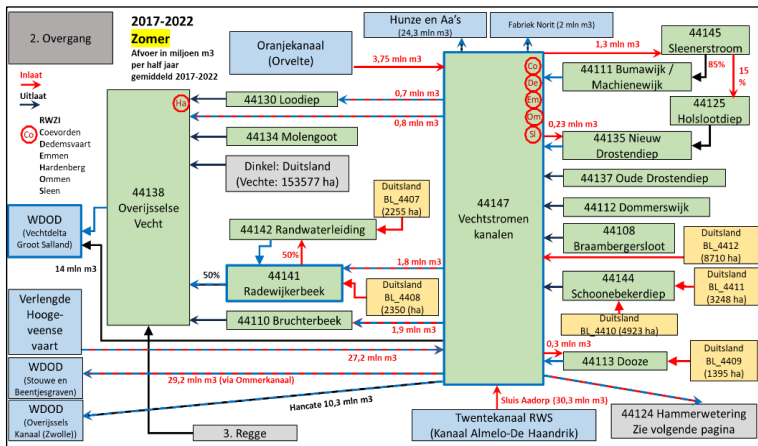 2. Overgang
2017-2022
Zomer
Afvoer in miljoen m3
per half jaar
gemiddeld 2017-2022
Inlaat
Uitlaat
RWZI
Co
Coevorden
Dedemsvaart
Emmen
Hardenberg
Ommen
Sleen
Oranjekanaal
(Orvelte)
3,75 mln m3
Hunze en Aa's
(24,3 mln m3)
Fabriek Norit (2 mln m3)
1,3 mln m3
44145
Sleenerstroom
85%
15
%
44111 Bumawijk /
Machienewijk
44125
Holslootdiep
0,23 mln m3
44135 Nieuw
Drostendiep
44137 Oude Drostendiep
44112 Dommerswijk
44108
Braambergersloot
Duitsland
BL_4412
(8710 ha)
44144
Schoonebekerdiep
Duitsland
BL_4411
(3248 ha)
Duitsland
BL_4410 (4923 ha)
0,3 mln m3
44113 Dooze
Duitsland
BL_4409
(1395 ha)
44124 Hammerwetering
Zie volgende pagina
Co
De
Em
Om
Sl
44147
Vechtstromen
kanalen
Ha
44130 Loodiep
0,7 mln m3
0,8 mln m3
44134 Molengoot
Dinkel: Duitsland
(Vechte: 153577 ha)
44138
Overijsselse
Vecht
Duitsland
BL_4407
(2255 ha)
44142 Randwaterleiding
50%
1,8 mln m3
50%
44141
Radewijkerbeek
Duitsland
BL_4408
(2350 ha)
44110 Bruchterbeek
1,9 mln m3
WDOD
(Vechtdelta
Groot Salland)
14 mln m3
Verlengde
Hooge-
veense
vaart
27,2 mln m3
WDOD
(Stouwe en
Beentjesgraven)
29,2 mln m3 (via Ommerkanaal)
WDOD
(Overijssels
Kanaal (Zwolle))
Hancate 10,3 mln m3
3. Regge
Sluis Aadorp (30,3 mln m3)
Twentekanaal RWS
(Kanaal Almelo-De Haandrik)